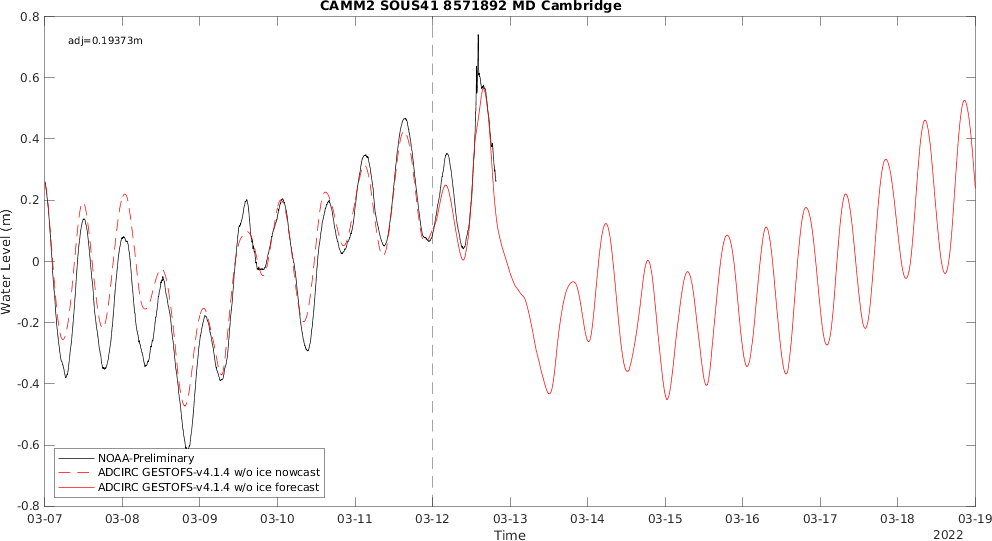 CAMM2 SOUS41 8571892 MD Cambridge
adj=0.19373m
0.8
0.6
0.4
0.2
0
-0.2
-0.4
-0.6
-0.8
Water Level (m)
NOAA-Preliminary
ADCIRC GESTOFS-v4.1.4 w/o ice nowcast
ADCIRC GESTOFS-v4.1.4 w/o ice forecast
03-07 03-08 03-09 03-10 03-11 03-12 03-13 03-14 03-15 03-16 03-17 03-18 03-19
Time
2022